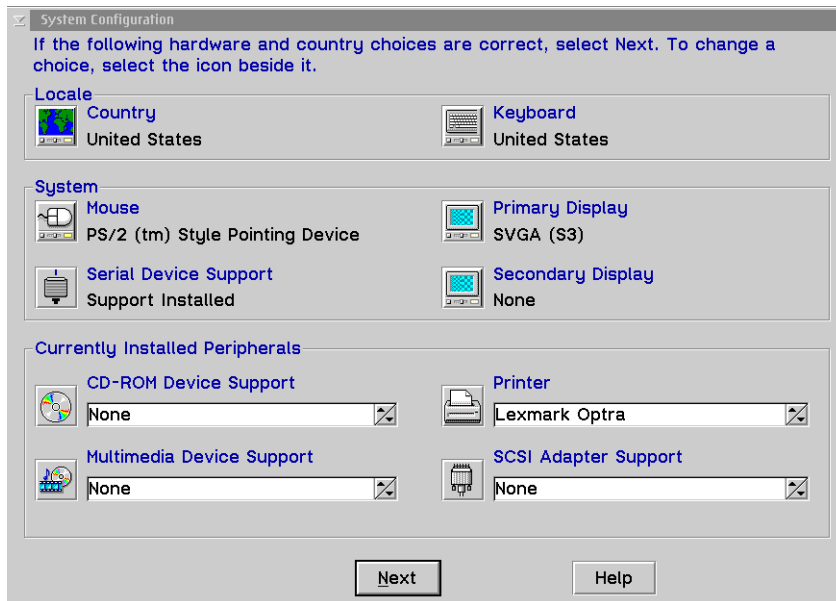 System Configuration
If the following hardware and country choices are correct, select Next. To change a
choice, select the icon beside it.
Locale
Country
United States
Keyboard
United States
System
Mouse
PS/2 (tm) Style Pointing Device
Primary Display
SVGA (S3)
Serial Device Support
Support Installed
Secondary Display
None
Currently Installed Peripherals
CD-ROM Device Support
None
Printer
Lexmark Optra
Multimedia Device Support
None
SCSI Adapter Support
None
Next
Help